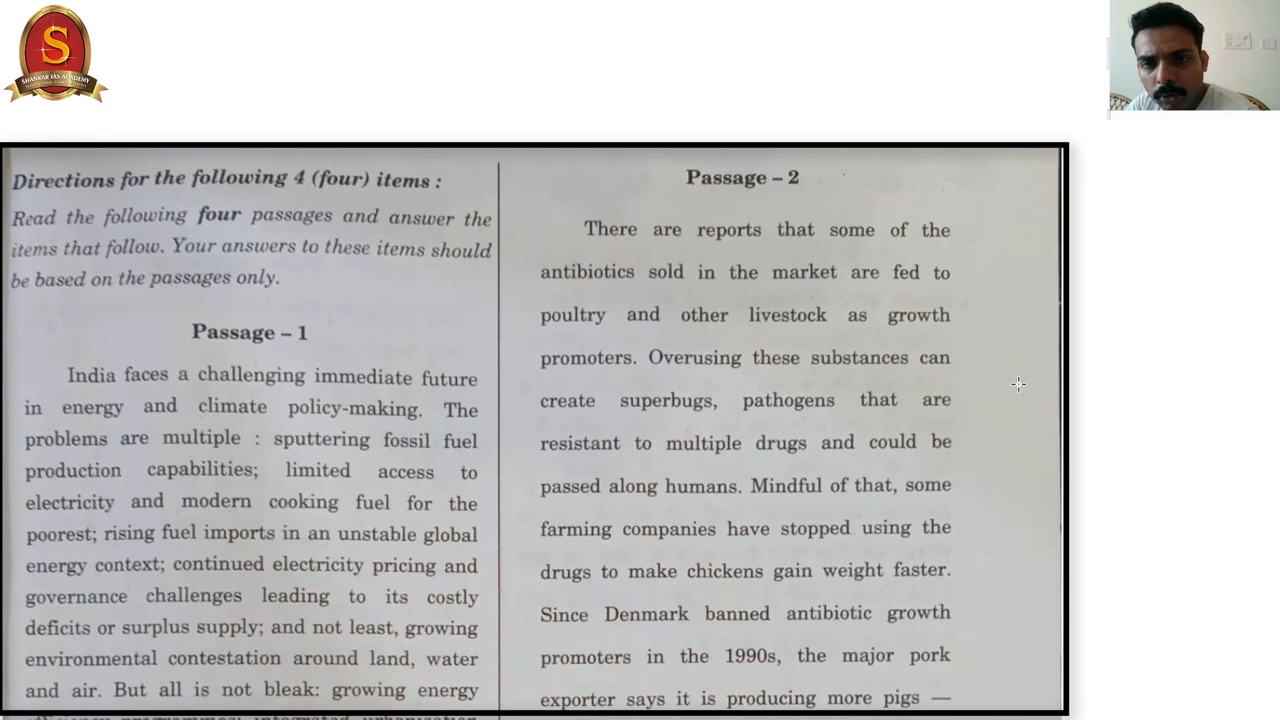 S
SHANKAR IAS ACADEMY
Directions for the following 4 (four) items :
Read the following four passages and answer the
items that follow. Your answers to these items should
be based on the passages only.
Passage – 1
India faces a challenging immediate future
in energy and climate policy-making. The
problems are multiple : sputtering fossil fuel
production capabilities; limited access to
electricity and modern cooking fuel for the
poorest; rising fuel imports in an unstable global
energy context; continued electricity pricing and
governance challenges leading to its costly
deficits or surplus supply; and not least, growing
environmental contestation around land, water
and air. But all is not bleak: growing energy
Passage – 2
There are reports that some of the
antibiotics sold in the market are fed to
poultry and other livestock as growth
promoters. Overusing these substances can
create superbugs, pathogens that are
resistant to multiple drugs and could be
passed along humans. Mindful of that, some
farming companies have stopped using the
drugs to make chickens gain weight faster.
Since Denmark banned antibiotic growth
promoters in the 1990s, the major pork
exporter says it is producing more pigs —